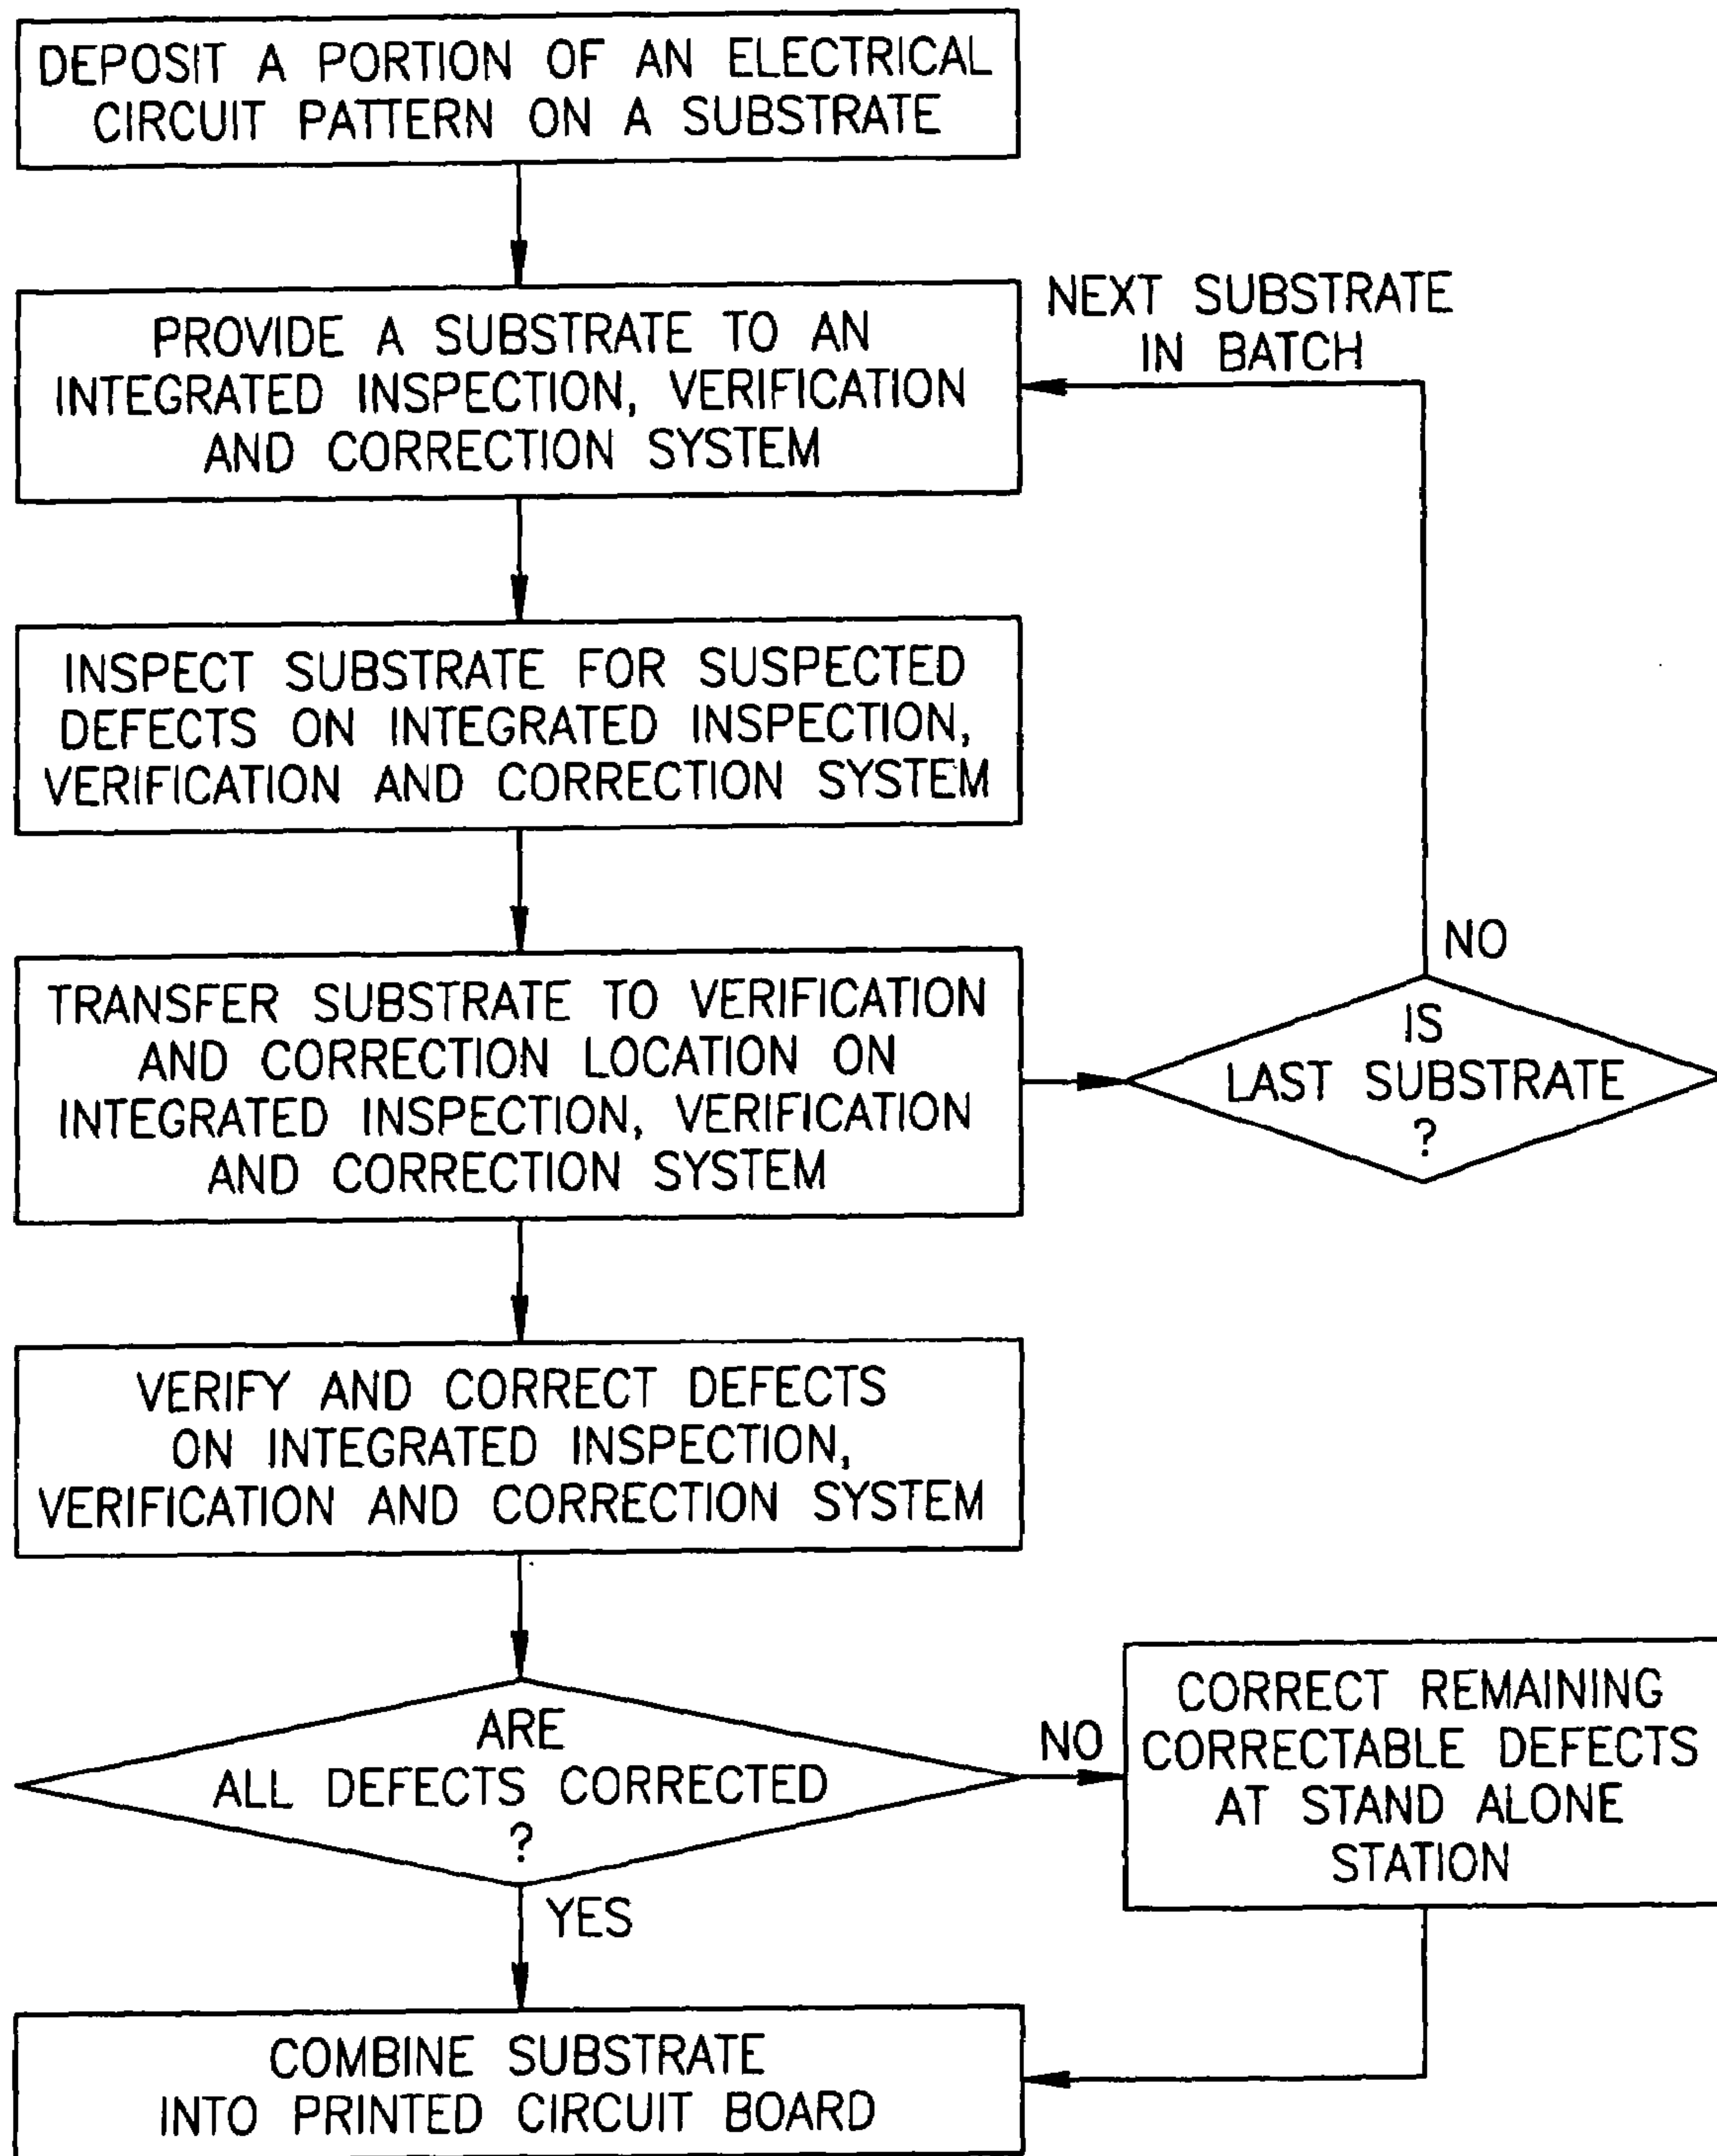 DEPOSIT A PORTION OF AN ELECTRICAL
CIRCUIT PATTERN ON A SUBSTRATE
PROVIDE A SUBSTRATE TO AN
INTEGRATED INSPECTION, VERIFICATION
AND CORRECTION SYSTEM
NEXT SUBSTRATE
IN BATCH
INSPECT SUBSTRATE FOR SUSPECTED
DEFECTS ON INTEGRATED INSPECTION,
VERIFICATION AND CORRECTION SYSTEM
TRANSFER SUBSTRATE TO VERIFICATION
AND CORRECTION LOCATION ON
INTEGRATED INSPECTION, VERIFICATION
AND CORRECTION SYSTEM
NO
IS
LAST SUBSTRATE
?
VERIFY AND CORRECT DEFECTS
ON INTEGRATED INSPECTION,
VERIFICATION AND CORRECTION SYSTEM
ARE
ALL DEFECTS CORRECTED
?
NO
CORRECT REMAINING
CORRECTABLE DEFECTS
AT STAND ALONE
STATION
YES
COMBINE SUBSTRATE
INTO PRINTED CIRCUIT BOARD